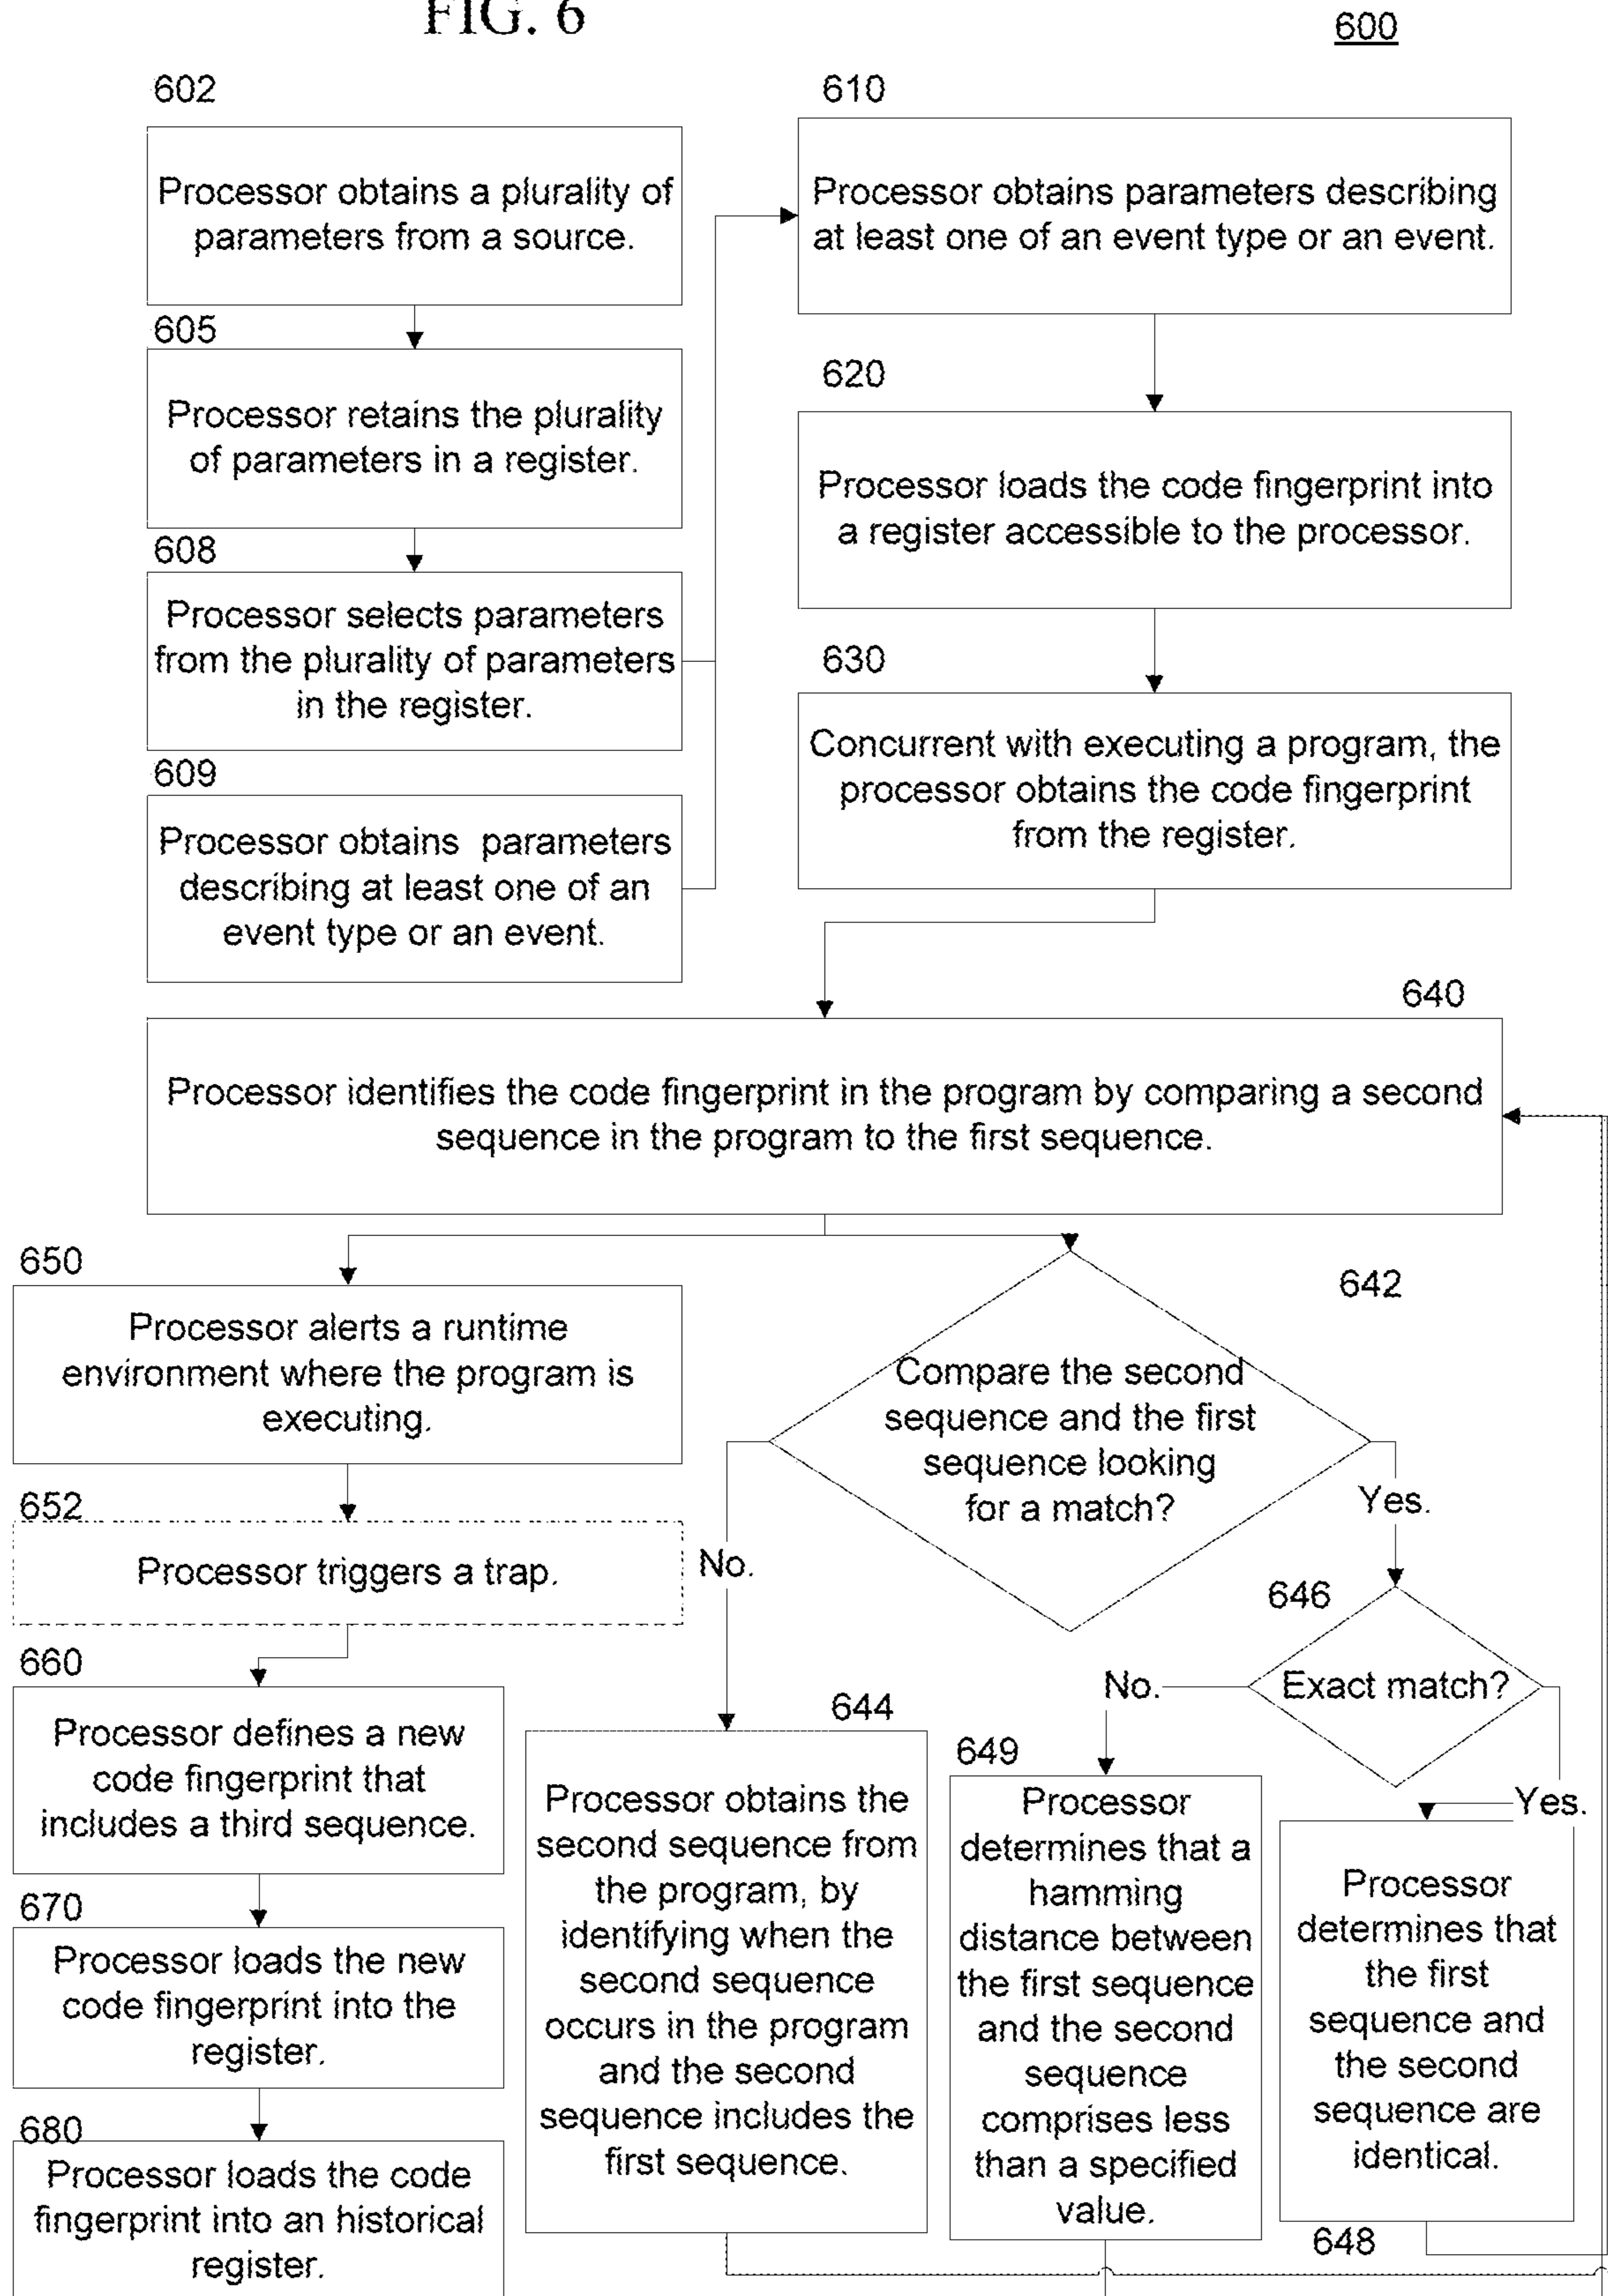 FIG. 6
600
602
Processor obtains a plurality of
parameters from a source.
605
Processor retains the plurality
of parameters in a register.
608
Processor selects parameters
from the plurality of parameters
in the register.
609
Processor obtains parameters
describing at least one of an
event type or an event.
610
Processor obtains parameters describing
at least one of an event type or an event.
620
Processor loads the code fingerprint into
a register accessible to the processor.
630
Concurrent with executing a program, the
processor obtains the code fingerprint
from the register.
640
Processor identifies the code fingerprint in the program by comparing a second
sequence in the program to the first sequence.
650
Processor alerts a runtime
environment where the program is
executing.
652
Processor triggers a trap.
660
Processor defines a new
code fingerprint that
includes a third sequence.
670
Processor loads the new
code fingerprint into the
register.
680
Processor loads the code
fingerprint into an historical
register.
642
Compare the second
sequence and the first
sequence looking
for a match?
No.
Yes.
644
Processor obtains the
second sequence from
the program, by
identifying when the
second sequence
occurs in the program
and the second
sequence includes the
first sequence.
646
Exact match?
No.
Yes.
649
Processor
determines that a
hamming
distance between
the first sequence
and the second
sequence
comprises less
than a specified
value.
Processor
determines that
the first
sequence and
the second
sequence are
identical.
648